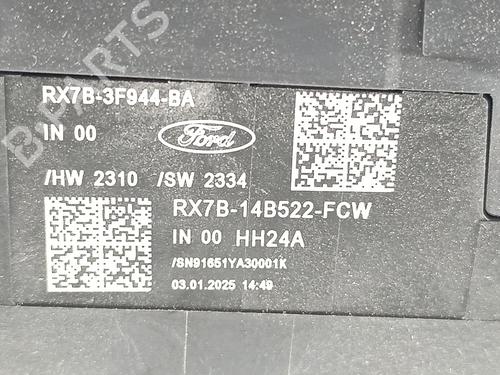 B-PARTS
RX7B-3F944-BA
IN 00
Ford
/HW 2310 /SW 2334
RX7B-14B522-FCW
IN 00 HH24A
/SN91651YA30001K
03.01.2025 14:49